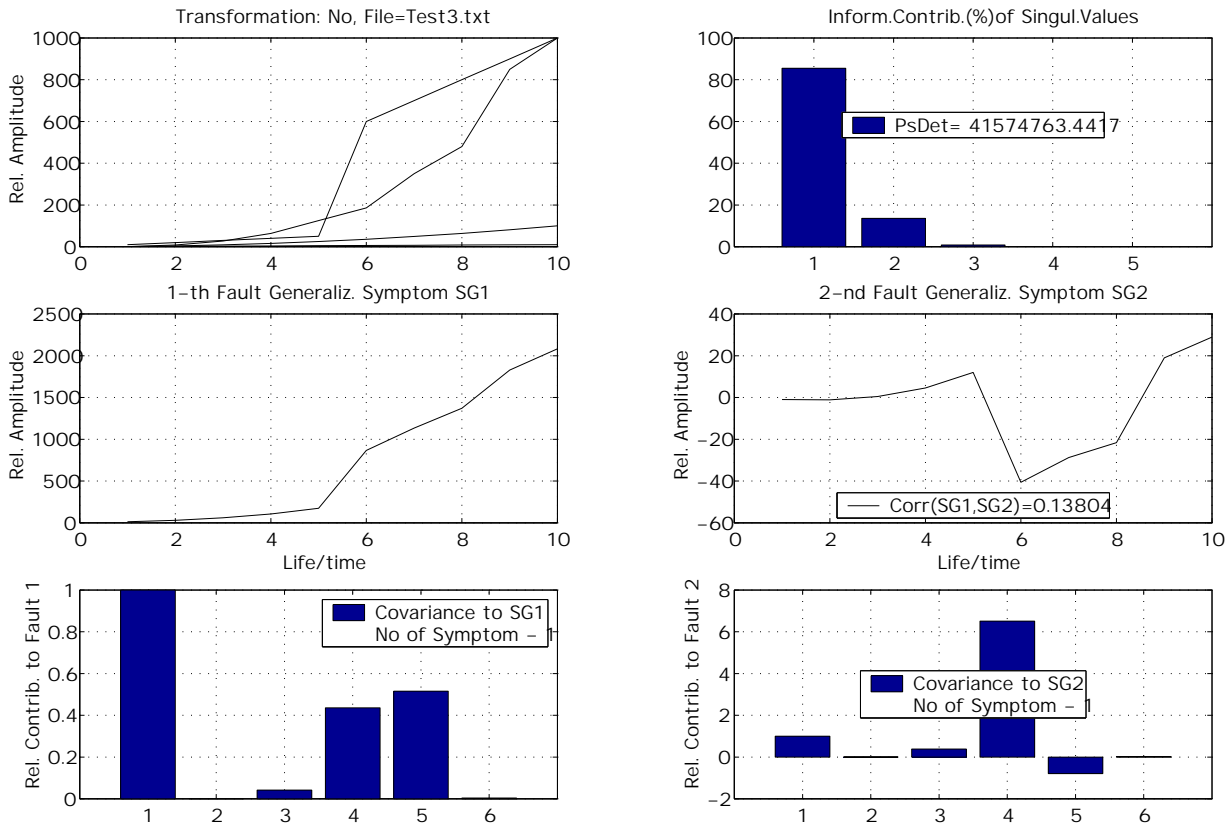 Transformation: No, File=Test3.txt
Rel. Amplitude
1000
800
600
400
200
0
0 2 4 6 8 10
Inform.Contrib.(%)of Singul.Values
100
80
60
40
20
0
PsDet= 41574763.4417
1 2 3 4 5
1-th Fault Generaliz. Symptom SG1
Rel. Amplitude
2500
2000
1500
1000
500
0
0 2 4 6 8 10
Life/time
2-nd Fault Generaliz. Symptom SG2
Rel. Amplitude
40
20
0
-20
-40
-60
Corr(SG1,SG2)=0.13804
0 2 4 6 8 10
Life/time
Rel. Contrib. to Fault 1
1
0.8
0.6
0.4
0.2
0
Covariance to SG1
No of Symptom - 1
1 2 3 4 5 6
Rel. Contrib. to Fault 2
8
6
4
2
0
-2
Covariance to SG2
No of Symptom - 1
1 2 3 4 5 6